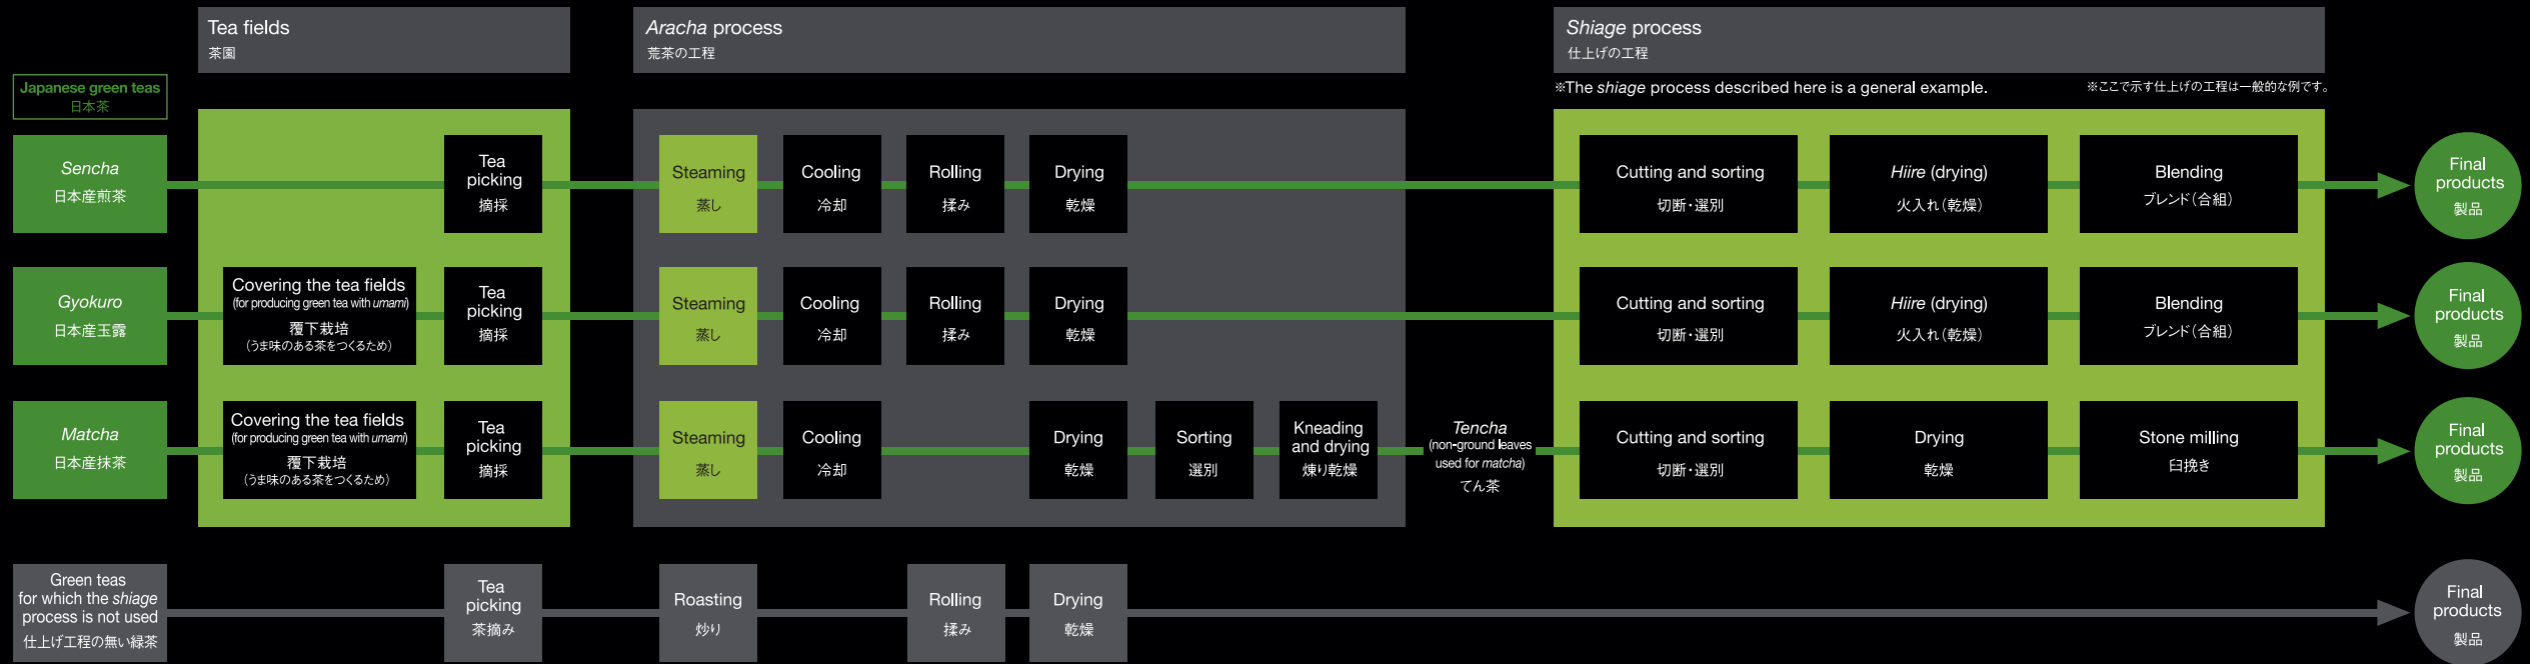 Tea fields
茶園
Aracha process
荒茶の工程
Shiage process
仕上げの工程
Japanese green teas
日本茶
※The shiage process described here is a general example.
※ここで示す仕上げの工程は一般的な例です。
Sencha
日本産煎茶
Tea
picking
摘採
Steaming
蒸し
Cooling
冷却
Rolling
揉み
Drying
乾燥
Cutting and sorting
切断・選別
Hiire (drying)
火入れ(乾燥)
Blending
ブレンド(合組)
Final
products
製品
Gyokuro
日本産玉露
Covering the tea fields
(for producing green tea with umami)
覆下栽培
(うま味のある茶をつくるため)
Tea
picking
摘採
Steaming
蒸し
Cooling
冷却
Rolling
揉み
Drying
乾燥
Cutting and sorting
切断・選別
Hiire (drying)
火入れ(乾燥)
Blending
ブレンド(合組)
Final
products
製品
Matcha
日本産抹茶
Covering the tea fields
(for producing green tea with umami)
覆下栽培
(うま味のある茶をつくるため)
Tea
picking
摘採
Steaming
蒸し
Cooling
冷却
Drying
乾燥
Sorting
選別
Kneading
and drying
煉り乾燥
Tencha
(non-ground leaves
used for matcha)
てん茶
Cutting and sorting
切断・選別
Drying
乾燥
Stone milling
臼挽き
Final
products
製品
Green teas
for which the shiage
process is not used
仕上げ工程の無い緑茶
Tea
picking
茶摘み
Roasting
炒り
Rolling
揉み
Drying
乾燥
Final
products
製品